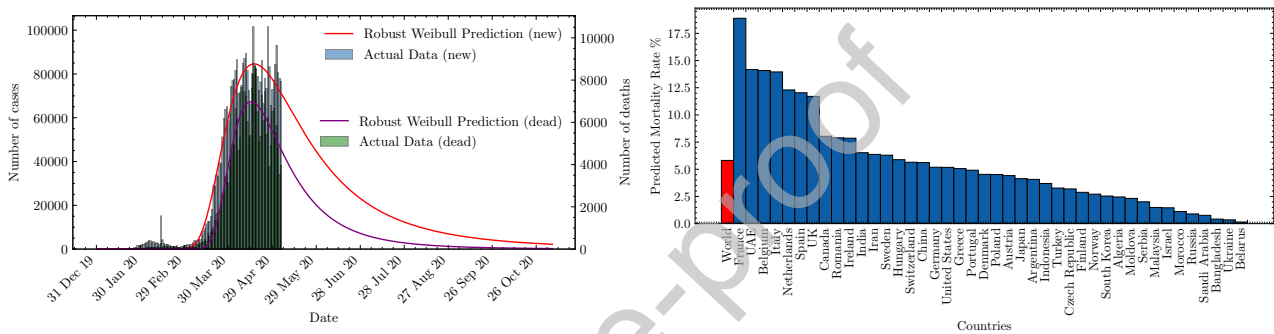 100000
80000
60000
40000
20000
0
Number of cases
10000
8000
6000
4000
2000
0
Number of deaths
Robust Weibull Prediction (new)
Actual Data (new)
Robust Weibull Prediction (dead)
Actual Data (dead)
31 Dec 19
30 Jan 20
29 Feb 20
30 Mar 20
29 Apr 20
29 May 20
28 Jun 20
28 Jul 20
27 Aug 20
26 Sep 20
26 Oct 20
Date
17.5
15.0
12.5
10.0
7.5
5.0
2.5
0.0
Predicted Mortality Rate %
World
France
UAE
Belgium
Italy
Netherlands
Spain
UK
Canada
Romania
Ireland
India
Iran
Sweden
Hungary
Switzerland
China
Germany
United States
Greece
Portugal
Denmark
Poland
Austria
Japan
Argentina
Indonesia
Turkey
Czech Republic
Finland
Norway
South Korea
Algeria
Moldova
Serbia
Malaysia
Israel
Morocco
Russia
Saudi Arabia
Bangladesh
Ukraine
Belarus
Countries
e-proof